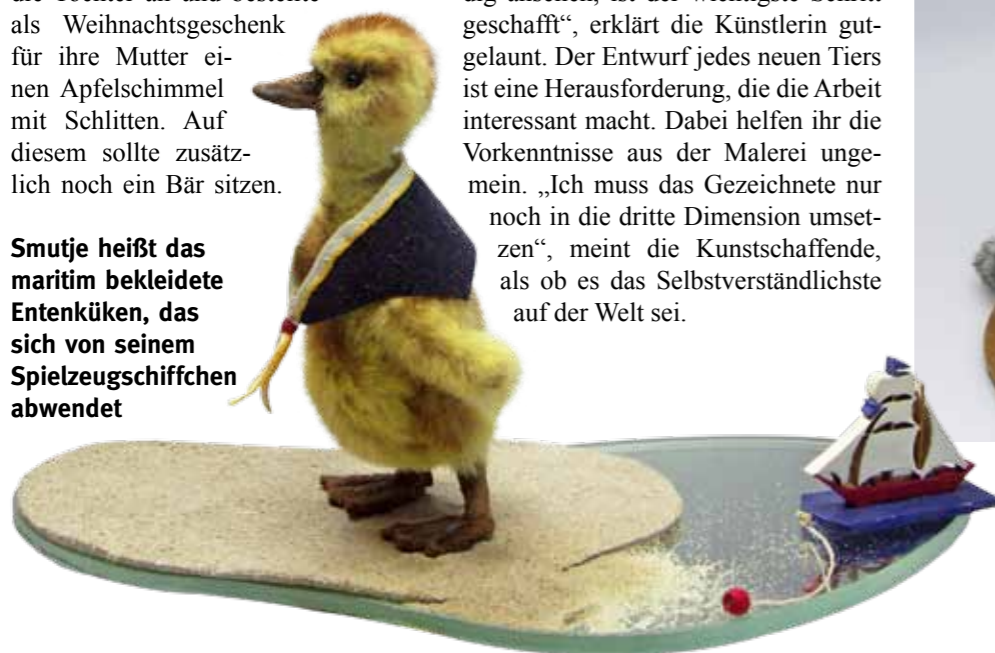 als Weihnachtsgeschenk
für ihre Mutter ei-
nen Apfelschimmel
mit Schlitten. Auf
diesem sollte zusätz-
lich noch ein Bär sitzen.
Smutje heißt das
maritim bekleidete
Entenküken, das
sich von seinem
Spielzeugschiffchen
abwendet
geschafft“, erklärt die Künstlerin gut-
gelaunt. Der Entwurf jedes neuen Tiers
ist eine Herausforderung, die die Arbeit
interessant macht. Dabei helfen ihr die
Vorkenntnisse aus der Malerei unge-
mein. „Ich muss das Gezeichnete nur
noch in die dritte Dimension umset-
zen“, meint die Kunstschaffende,
als ob es das Selbstverständlichste
auf der Welt sei.